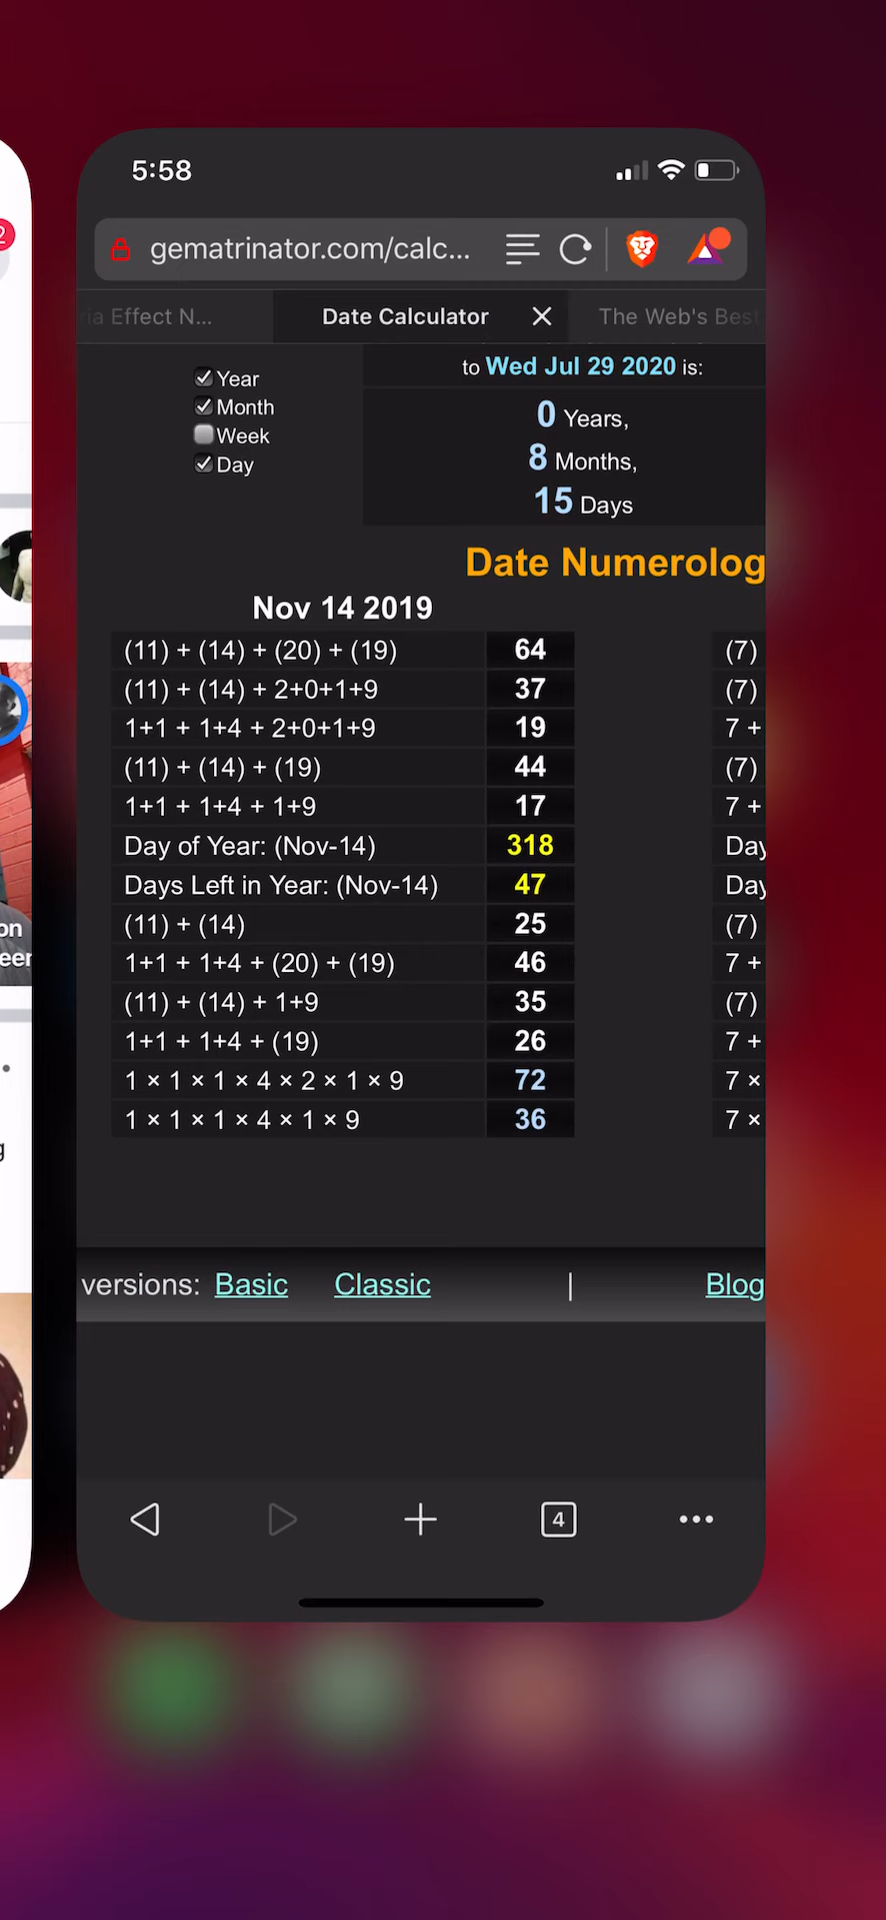 5:58
2
gematrinator.com/calc...
ia Effect N...
Date Calculator
The Web's Best
Year
Month
Week
Day
to Wed Jul 29 2020 is:
0 Years,
8 Months,
15 Days
Date Numerolog
Nov 14 2019
(11) + (14) + (20) + (19) 64 (7)
(11) + (14) + 2+0+1+9 37 (7)
1+1 + 1+4 + 2+0+1+9 19 7 +
(11) + (14) + (19) 44 (7)
1+1 + 1+4 + 1+9 17 7 +
Day of Year: (Nov-14) 318 Day
Days Left in Year: (Nov-14) 47 Day
(11) + (14) 25 (7)
1+1 + 1+4 + (20) + (19) 46 7 +
(11) + (14) + 1+9 35 (7)
1+1 + 1+4 + (19) 26 7 +
1 × 1 × 1 × 4 × 2 × 1 × 9 72 7 ×
1 × 1 × 1 × 4 × 1 × 9 36 7 ×
on
een
g
versions: Basic Classic | Blog
4